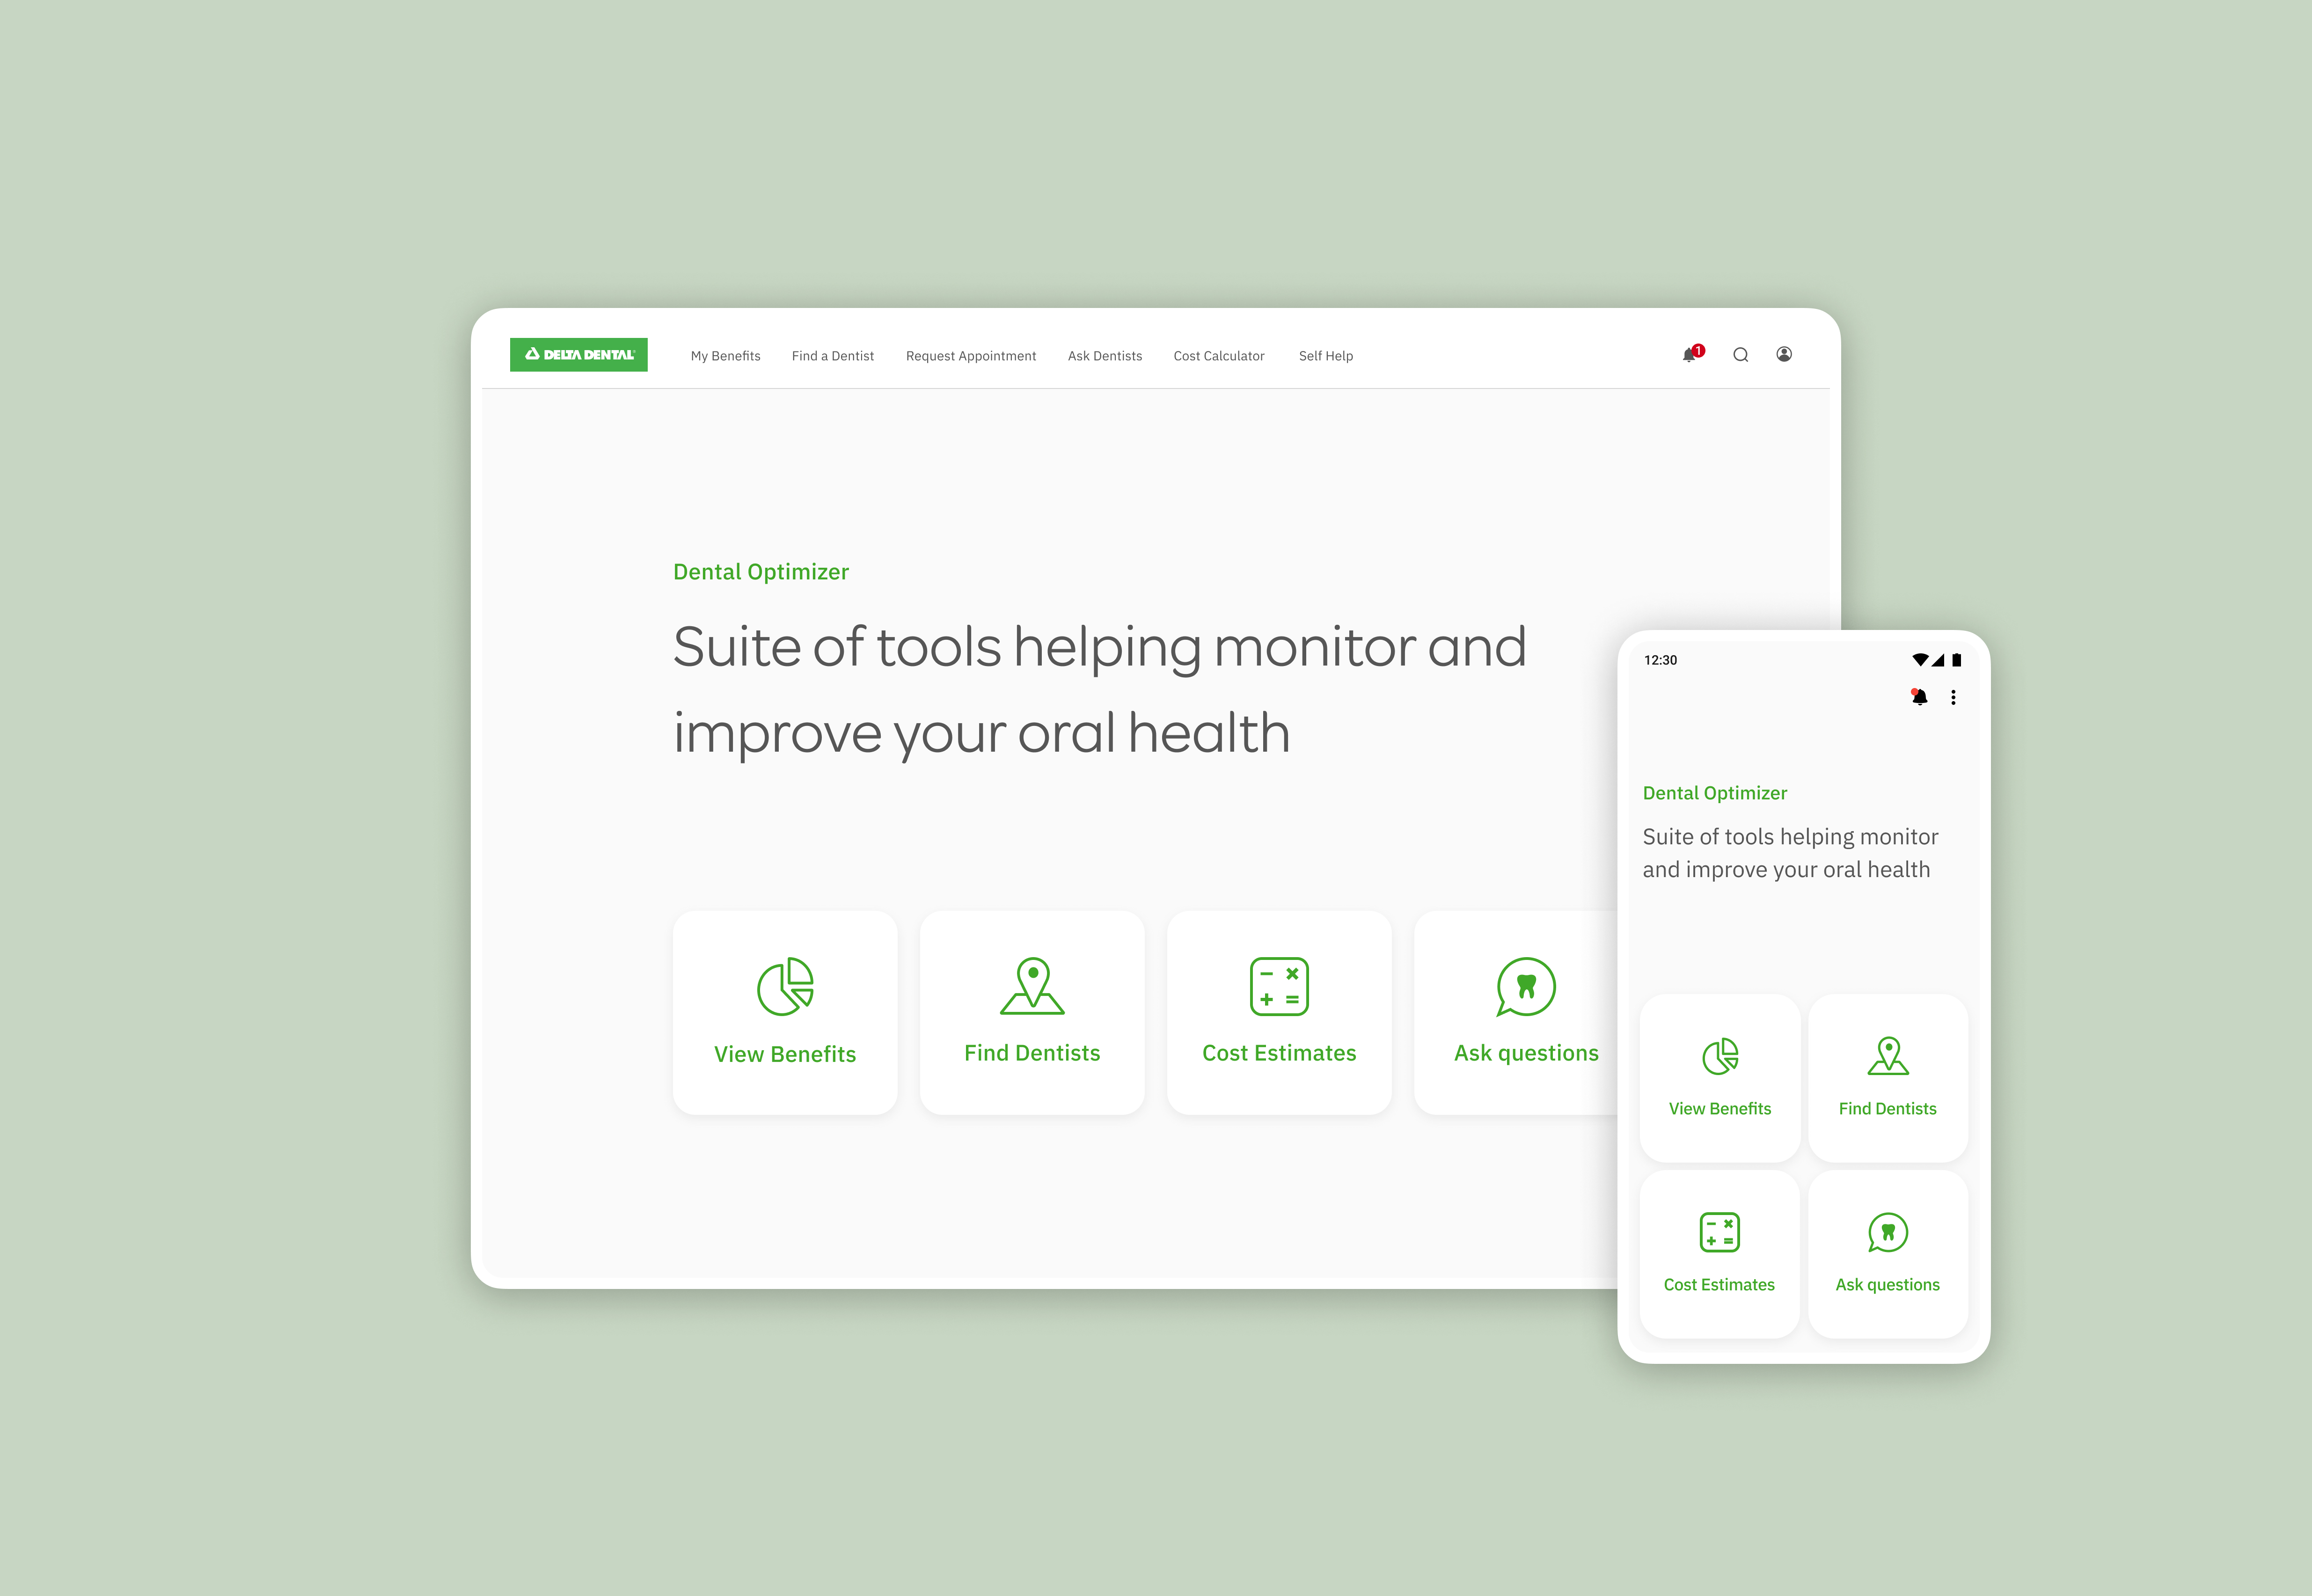 DELTA DENTAL
My Benefits Find a Dentist Request Appointment Ask Dentists Cost Calculator Self Help
1
Dental Optimizer
Suite of tools helping monitor and
improve your oral health
View Benefits
Find Dentists
Cost Estimates
Ask questions
12:30
Dental Optimizer
Suite of tools helping monitor
and improve your oral health
View Benefits
Find Dentists
Cost Estimates
Ask questions